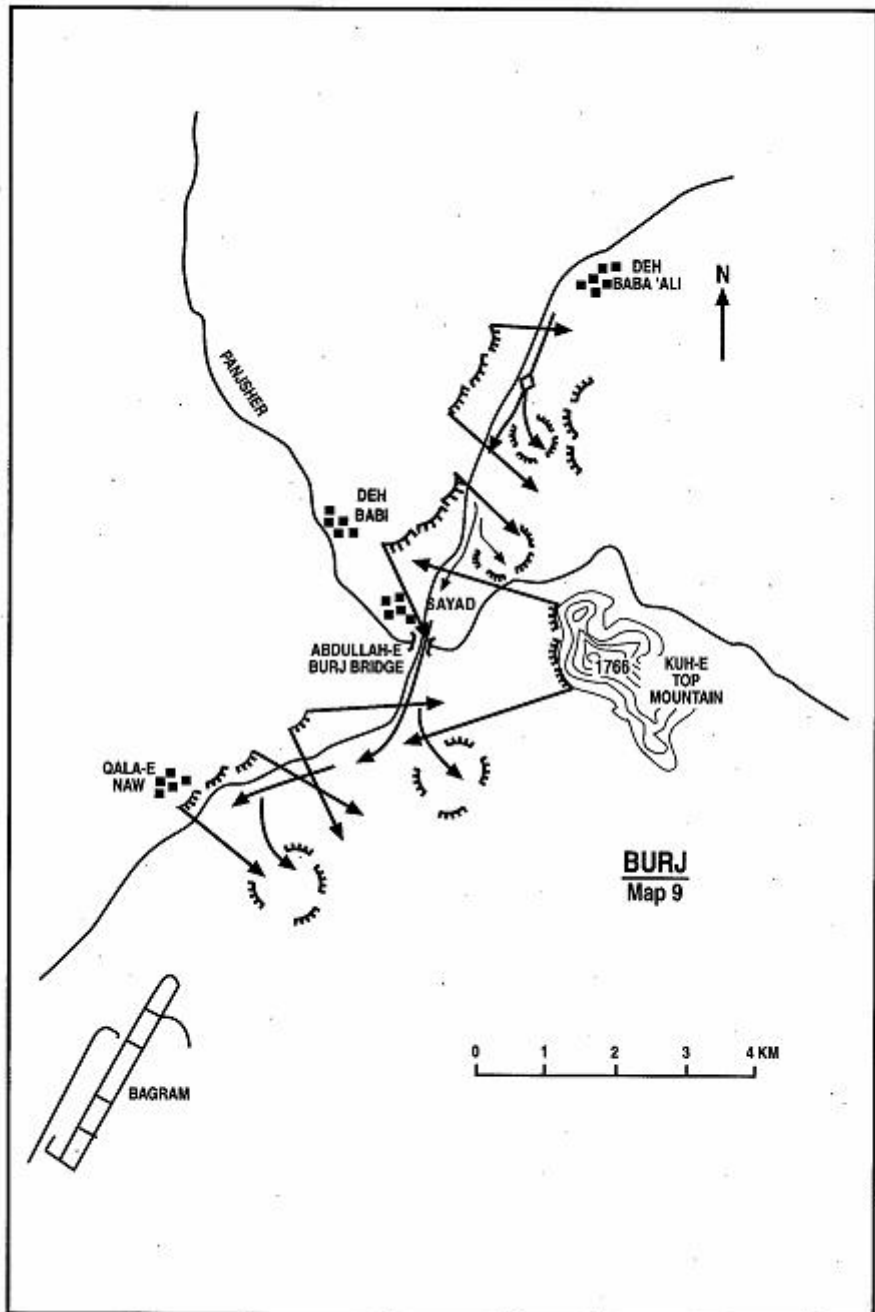 DEH
BABA 'ALI
N
PANJSHER
DEH
BABI
SAYAD
ABDULLAH-E
BURJ BRIDGE
1766
KUH-E
TOP
MOUNTAIN
QALA-E
NAW
BURJ
Map 9
0 1 2 3 4 KM
BAGRAM